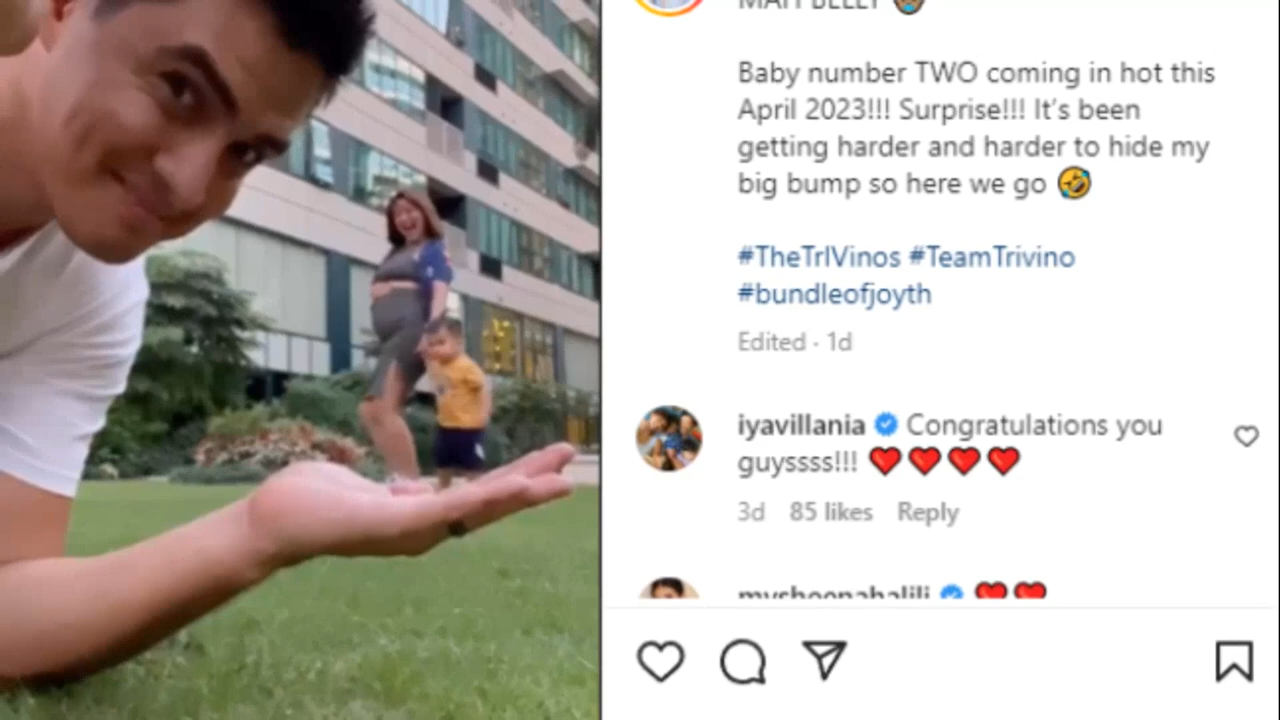 Baby number TWO coming in hot this
April 2023!!! Surprise!!! It’s been
getting harder and harder to hide my
big bump so here we go 🤣
#TheTrIVinos #TeamTrivino
#bundleofjoyth
Edited · 1d
iyavillania Congratulations you
guyssss!!! ❤️❤️❤️❤️
3d 85 likes Reply